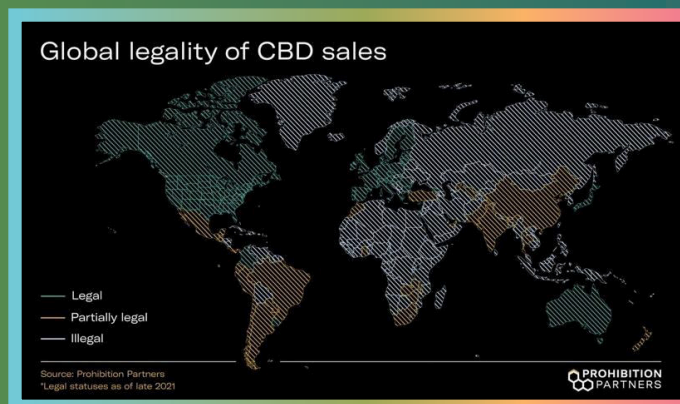 Global legality of CBD sales
Legal
Partially legal
Illegal
Source: Prohibition Partners
*Legal statuses as of late 2021
PROHIBITION
PARTNERS